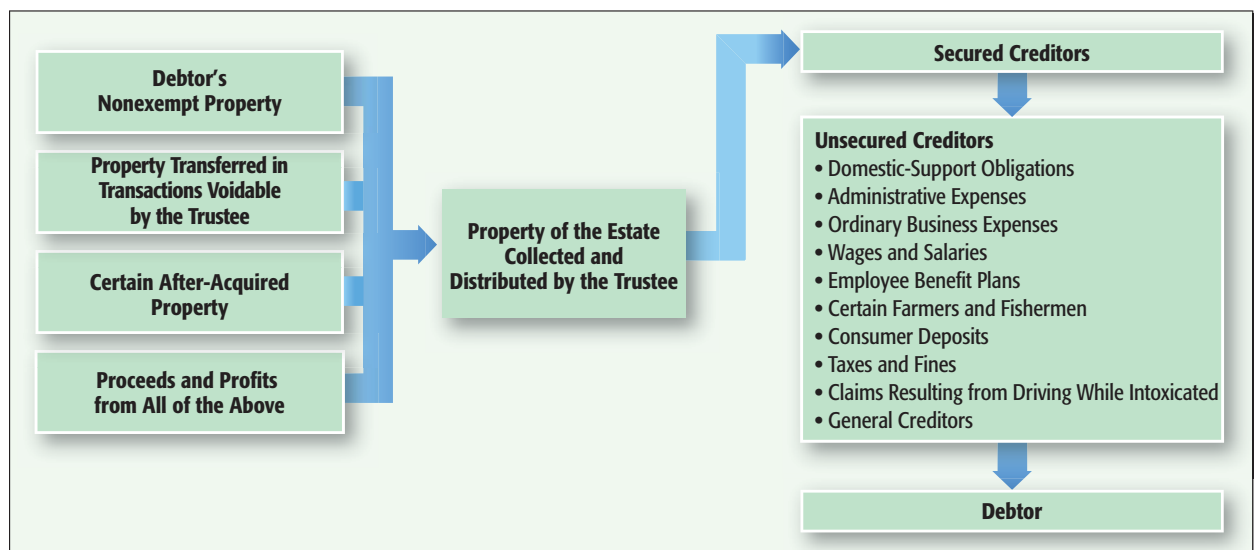 Debtor's
Nonexempt Property
Property Transferred in
Transactions Voidable
by the Trustee
Certain After-Acquired
Property
Proceeds and Profits
from All of the Above
Property of the Estate
Collected and
Distributed by the Trustee
Secured Creditors
Unsecured Creditors
• Domestic-Support Obligations
• Administrative Expenses
• Ordinary Business Expenses
• Wages and Salaries
• Employee Benefit Plans
• Certain Farmers and Fishermen
• Consumer Deposits
• Taxes and Fines
• Claims Resulting from Driving While Intoxicated
• General Creditors
Debtor